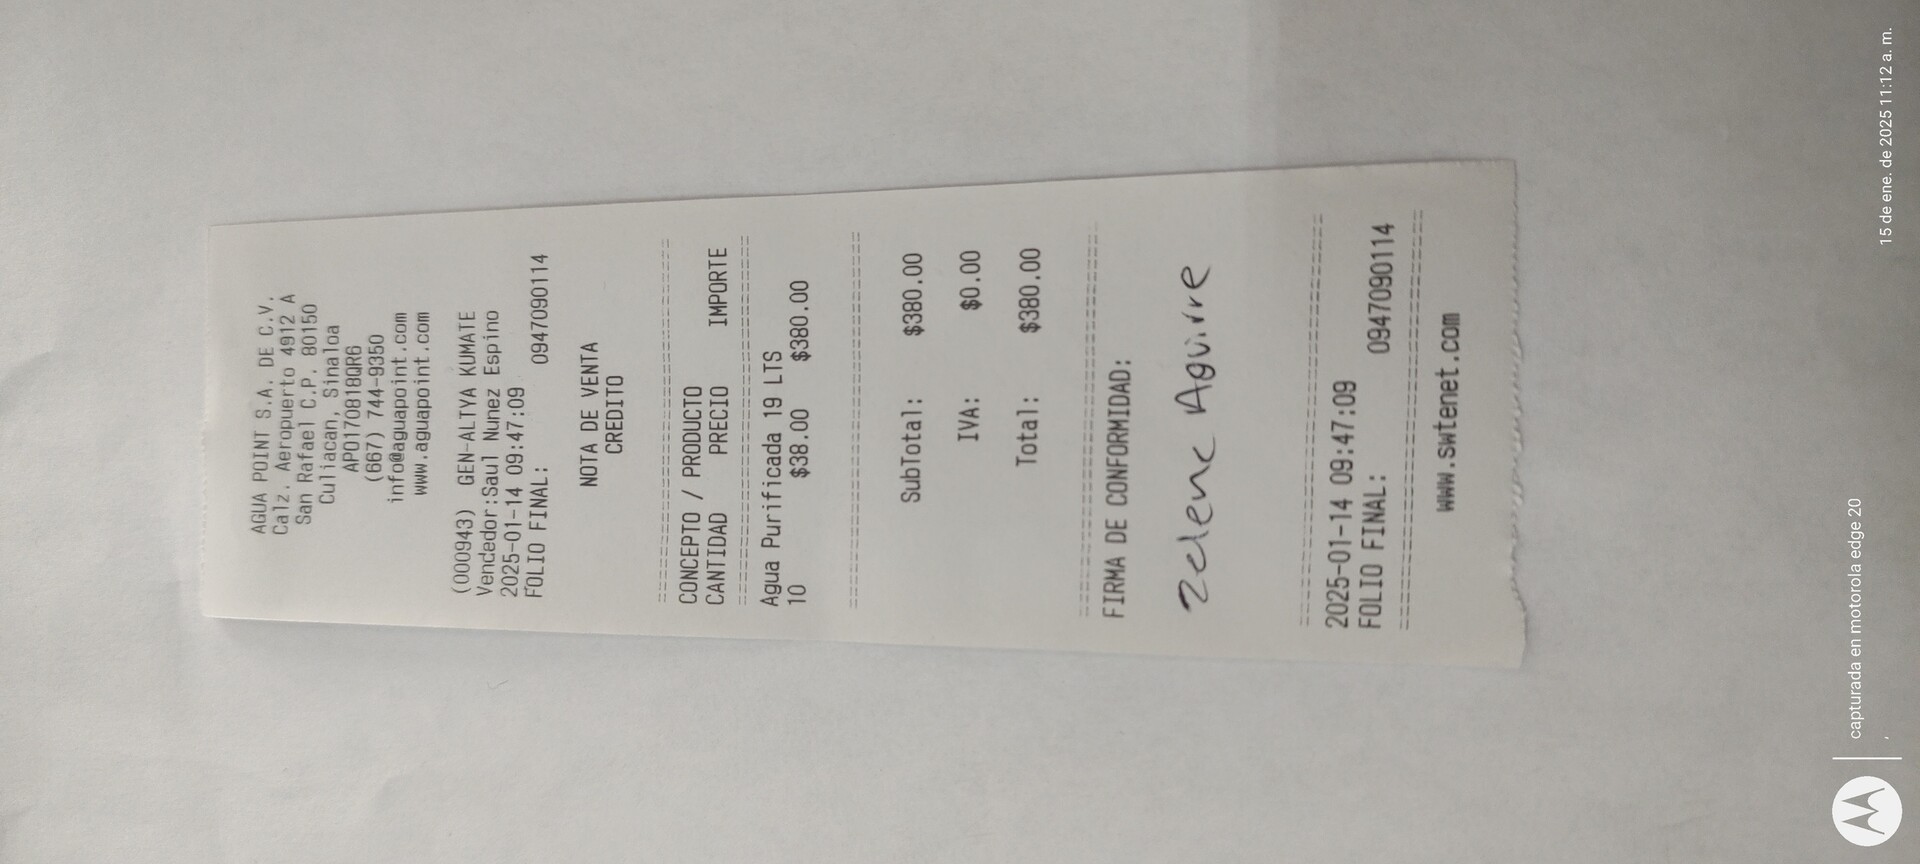 AGUA POINT S.A. DE C.V.
Calz. Aeropuerto 4912 A
San Rafael C.P. 80150
Culiacan, Sinaloa
APO170818QR6
(667) 744-9350
info@aguapoint.com
www.aguapoint.com
(000943) GEN-ALTYA KUMATE
Vendedor:Saul Nunez Espino
2025-01-14 09:47:09
FOLIO FINAL: 0947090114
NOTA DE VENTA
CREDITO
CONCEPTO / PRODUCTO
CANTIDAD PRECIO IMPORTE
Agua Purificada 19 LTS
10 $38.00 $380.00
SubTotal: $380.00
IVA: $0.00
Total: $380.00
FIRMA DE CONFORMIDAD:
Zelene Aguirre
2025-01-14 09:47:09
FOLIO FINAL: 0947090114
www.swtenet.com
capturada en motorola edge 20
15 de ene. de 2025 11:12 a. m.